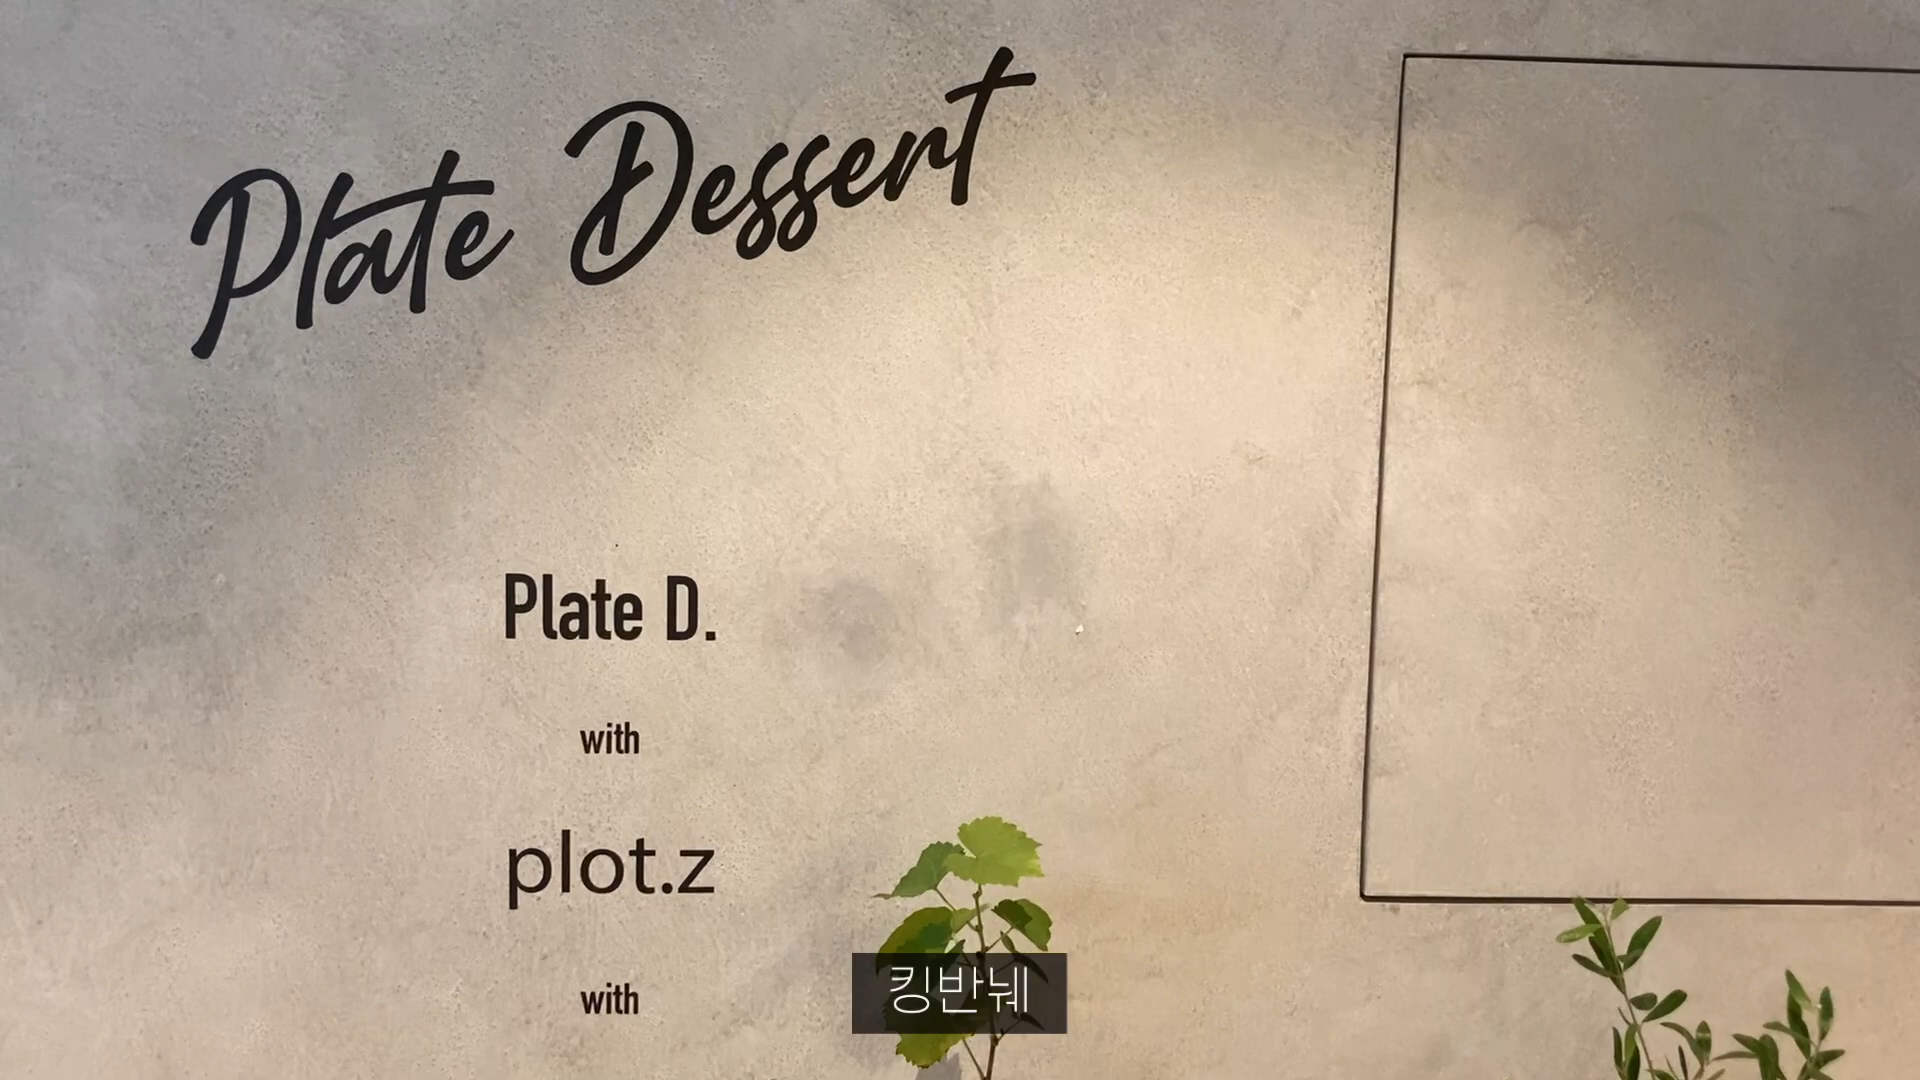 Plate Dessert
Plate D.
with
plot.z
with
킹반눼